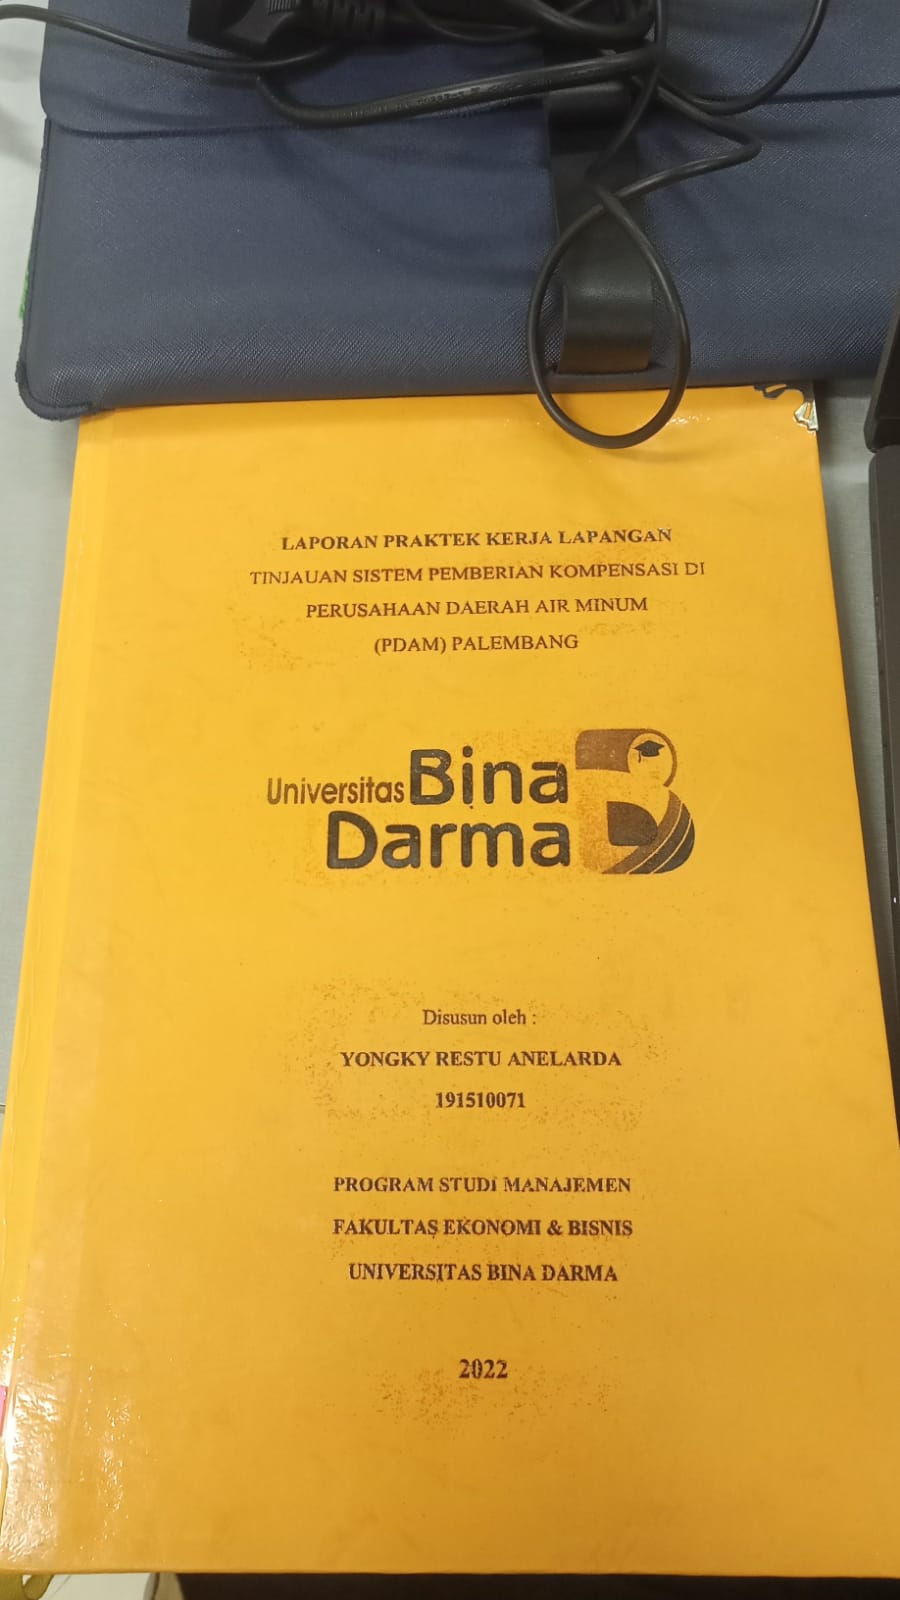 LAPORAN PRAKTEK KERJA LAPANGAN
TINJAUAN SISTEM PEMBERIAN KOMPENSASI DI
PERUSAHAAN DAERAH AIR MINUM
(PDAM) PALEMBANG
Universitas Bina
Darma
Disusun oleh :
YONGKY RESTU ANELARDA
191510071
PROGRAM STUDI MANAJEMEN
FAKULTAS EKONOMI & BISNIS
UNIVERSITAS BINA DARMA
2022